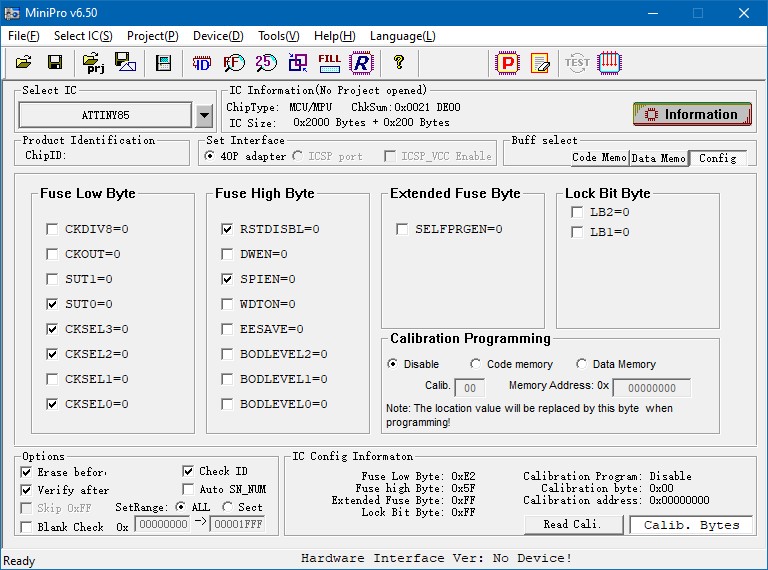 MiniPro v6.50
File(F) Select IC(S) Project(P) Device(D) Tools(V) Help(H) Language(L)
prj ID FF 25 FILL R ? P TEST
Select IC
ATTINY85
IC Information(No Project opened)
ChipType: MCU/MPU ChkSum:0x0021 DE00
IC Size: 0x2000 Bytes + 0x200 Bytes
Information
Product Identification
ChipID:
Set Interface
40P adapter ICSP port ICSP_VCC Enable
Buff select
Code Memo Data Memo Config
Fuse Low Byte
CKDIV8=0
CKOUT=0
SUT1=0
SUT0=0
CKSEL3=0
CKSEL2=0
CKSEL1=0
CKSEL0=0
Fuse High Byte
RSTDISBL=0
DWEN=0
SPIEN=0
WDTON=0
EESAVE=0
BODLEVEL2=0
BODLEVEL1=0
BODLEVEL0=0
Extended Fuse Byte
SELFPRGEN=0
Lock Bit Byte
LB2=0
LB1=0
Calibration Programming
Disable Code memory Data Memory
Calib. 00 Memory Address: 0x 00000000
Note: The location value will be replaced by this byte when
programming!
Options
Erase befor
Check ID
Verify after
Auto SN_NUM
Skip 0xFF SetRange: ALL Sect
Blank Check 0x 00000000 -> 00001FFF
IC Config Informaton
Fuse Low Byte: 0xE2
Fuse high Byte: 0x5F
Extended Fuse Byte: 0xFF
Lock Bit Byte: 0xFF
Calibration Program: Disable
Calibration byte: 0x00
Calibration address: 0x00000000
Read Cali. Calib. Bytes
Ready
Hardware Interface Ver: No Device!